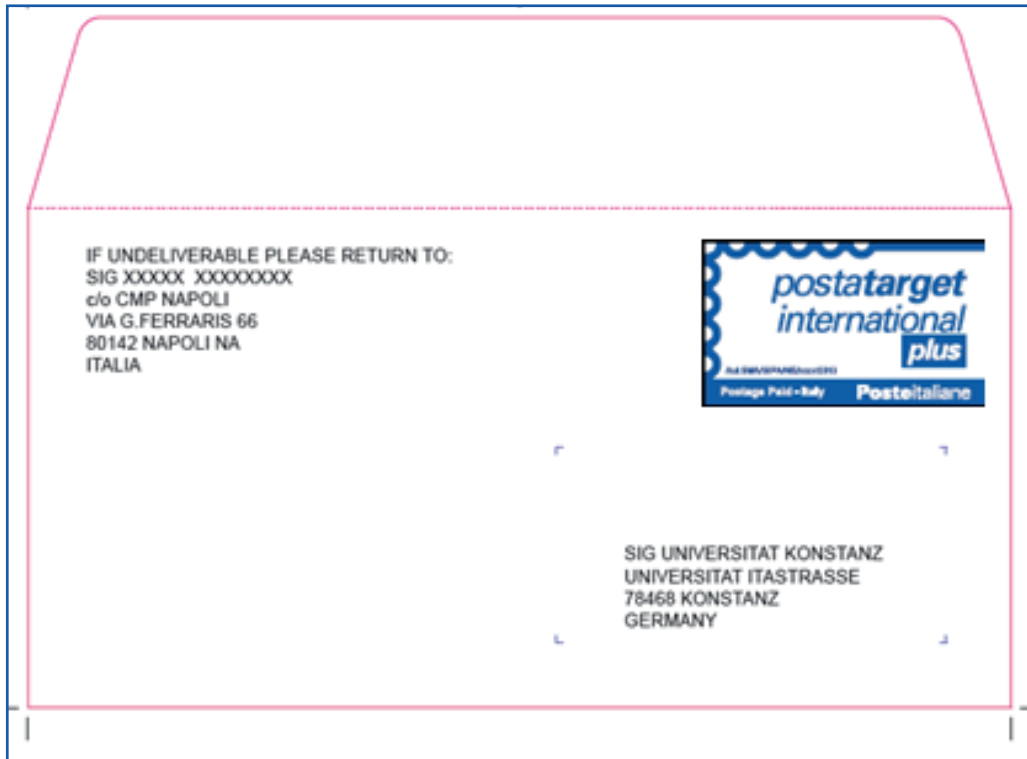 IF UNDELIVERABLE PLEASE RETURN TO:
SIG XXXXX XXXXXXXX
c/o CMP NAPOLI
VIA G.FERRARIS 66
80142 NAPOLI NA
ITALIA
postatarget
international
plus
Postage Paid - Italy Posteitaliane
SIG UNIVERSITAT KONSTANZ
UNIVERSITAT ITASTRASSE
78468 KONSTANZ
GERMANY